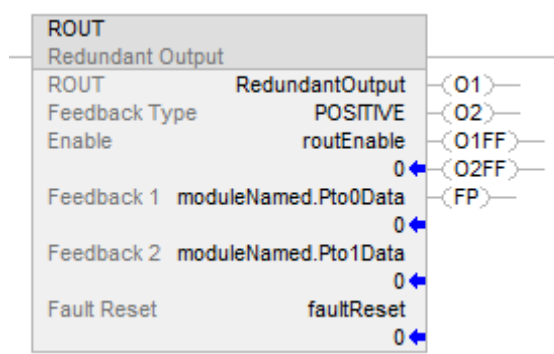 ROUT
Redundant Output
ROUT RedundantOutput (O1)
Feedback Type POSITIVE (O2)
Enable routEnable (O1FF)
0 (O2FF)
Feedback 1 moduleNamed.Pto0Data (FP)
0
Feedback 2 moduleNamed.Pto1Data
0
Fault Reset faultReset
0